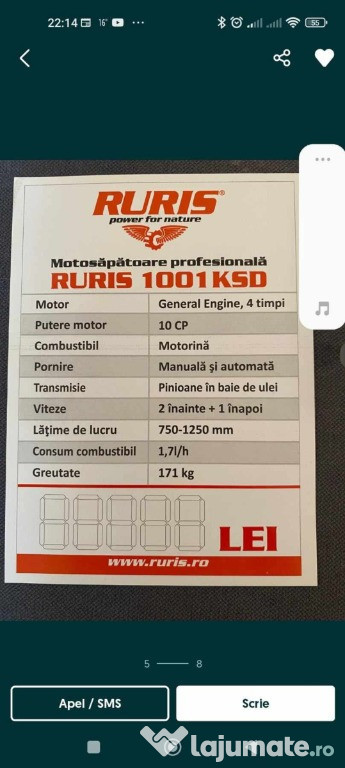 22:14 16° ... 55
RURIS®
power for nature
Motosăpătoare profesională
RURIS 1001KSD
Motor General Engine, 4 timpi
Putere motor 10 CP
Combustibil Motorină
Pornire Manuală și automată
Transmisie Pinioane în baie de ulei
Viteze 2 înainte + 1 înapoi
Lățime de lucru 750-1250 mm
Consum combustibil 1,7l/h
Greutate 171 kg
LEI
www.ruris.ro
5 8
Apel / SMS Scrie
lajumate.ro